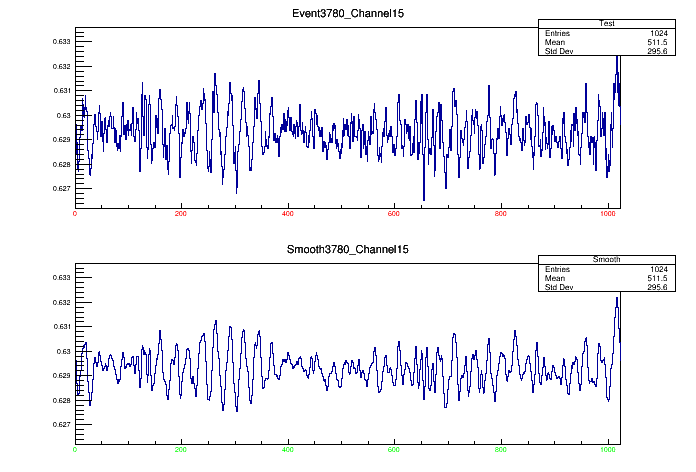 Event3780_Channel15
Test
Entries 1024
Mean 511.5
Std Dev 295.6
0.633
0.632
0.631
0.63
0.629
0.628
0.627
0 200 400 600 800 1000
Smooth3780_Channel15
Smooth
Entries 1024
Mean 511.5
Std Dev 295.6
0.633
0.632
0.631
0.63
0.629
0.628
0.627
0 200 400 600 800 1000